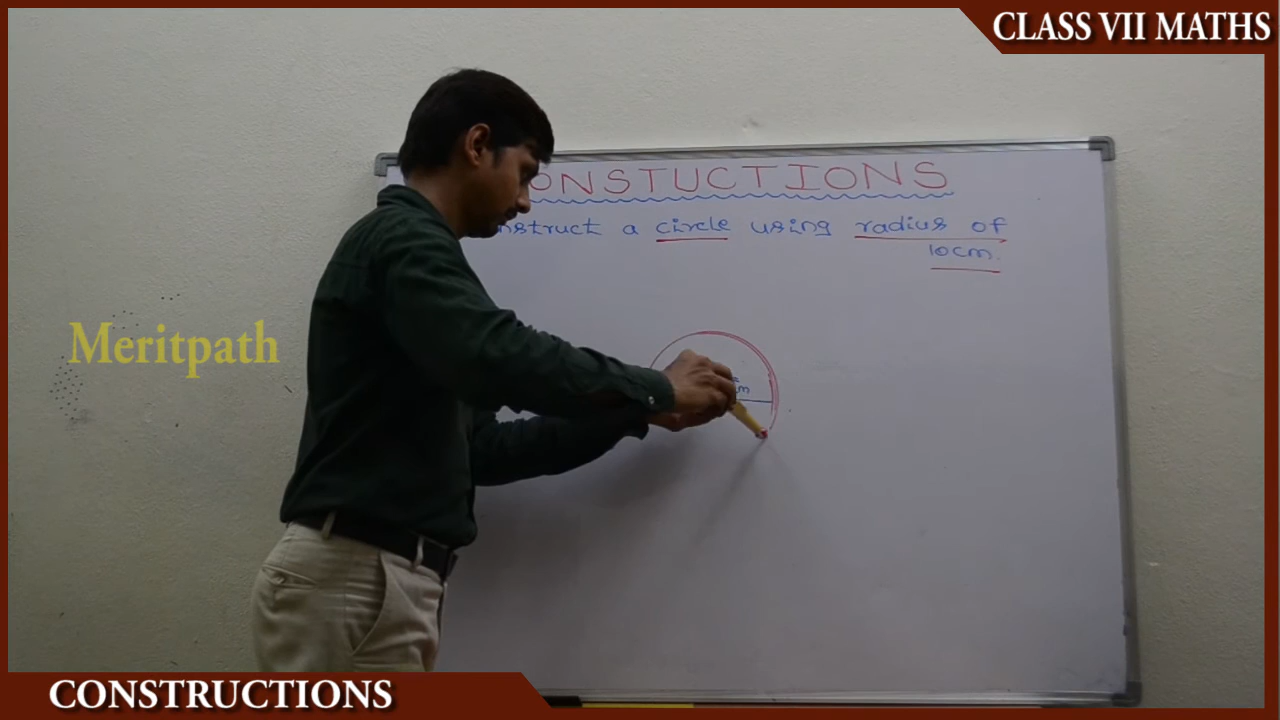 CLASS VII MATHS
ONSTUCTIONS
nstruct a circle using radius of
10cm.
Meritpath
CONSTRUCTIONS